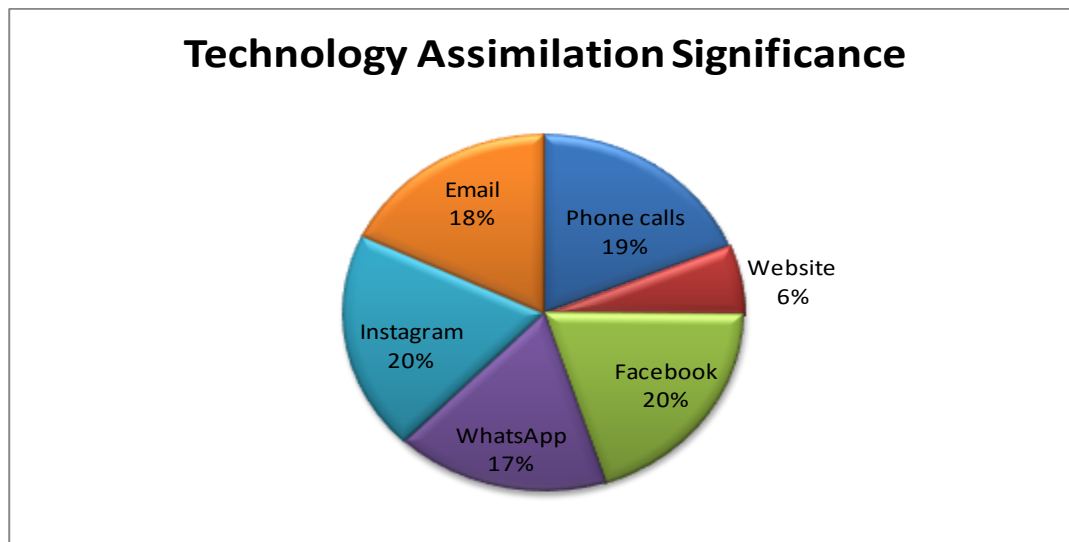 Technology Assimilation Significance
Email
18%
Phone calls
19%
Website
6%
Instagram
20%
Facebook
20%
WhatsApp
17%